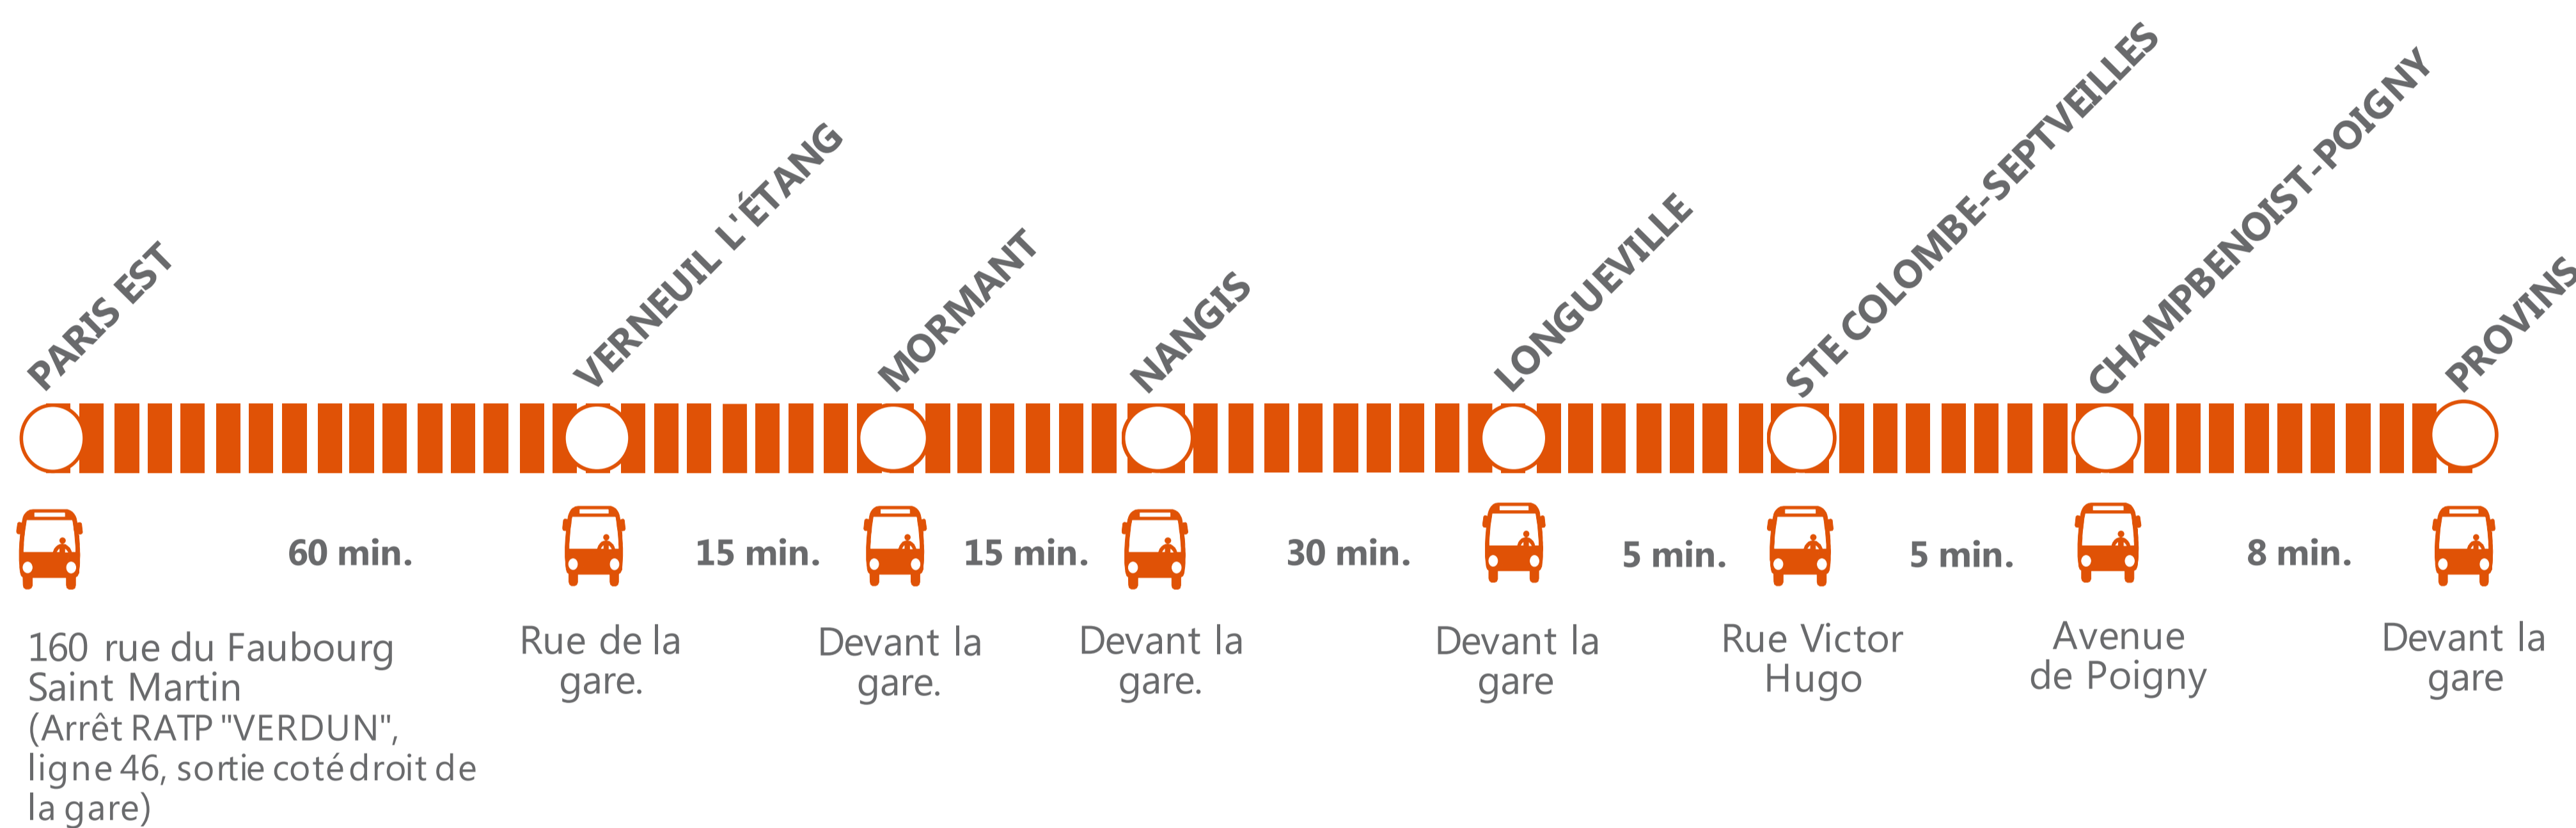 PARIS EST
VERNEUIL L'ÉTANG
MORMANT
NANGIS
LONGUEVILLE
STE COLOMBE-SEPTVEILLES
CHAMPBENOIST-POIGNY
PROVINS
60 min.
15 min.
15 min.
30 min.
5 min.
5 min.
8 min.
160 rue du Faubourg
Saint Martin
(Arrêt RATP "VERDUN",
ligne 46, sortie coté droit de
la gare)
Rue de la
gare.
Devant la
gare.
Devant la
gare.
Devant la
gare
Rue Victor
Hugo
Avenue
de Poigny
Devant la
gare